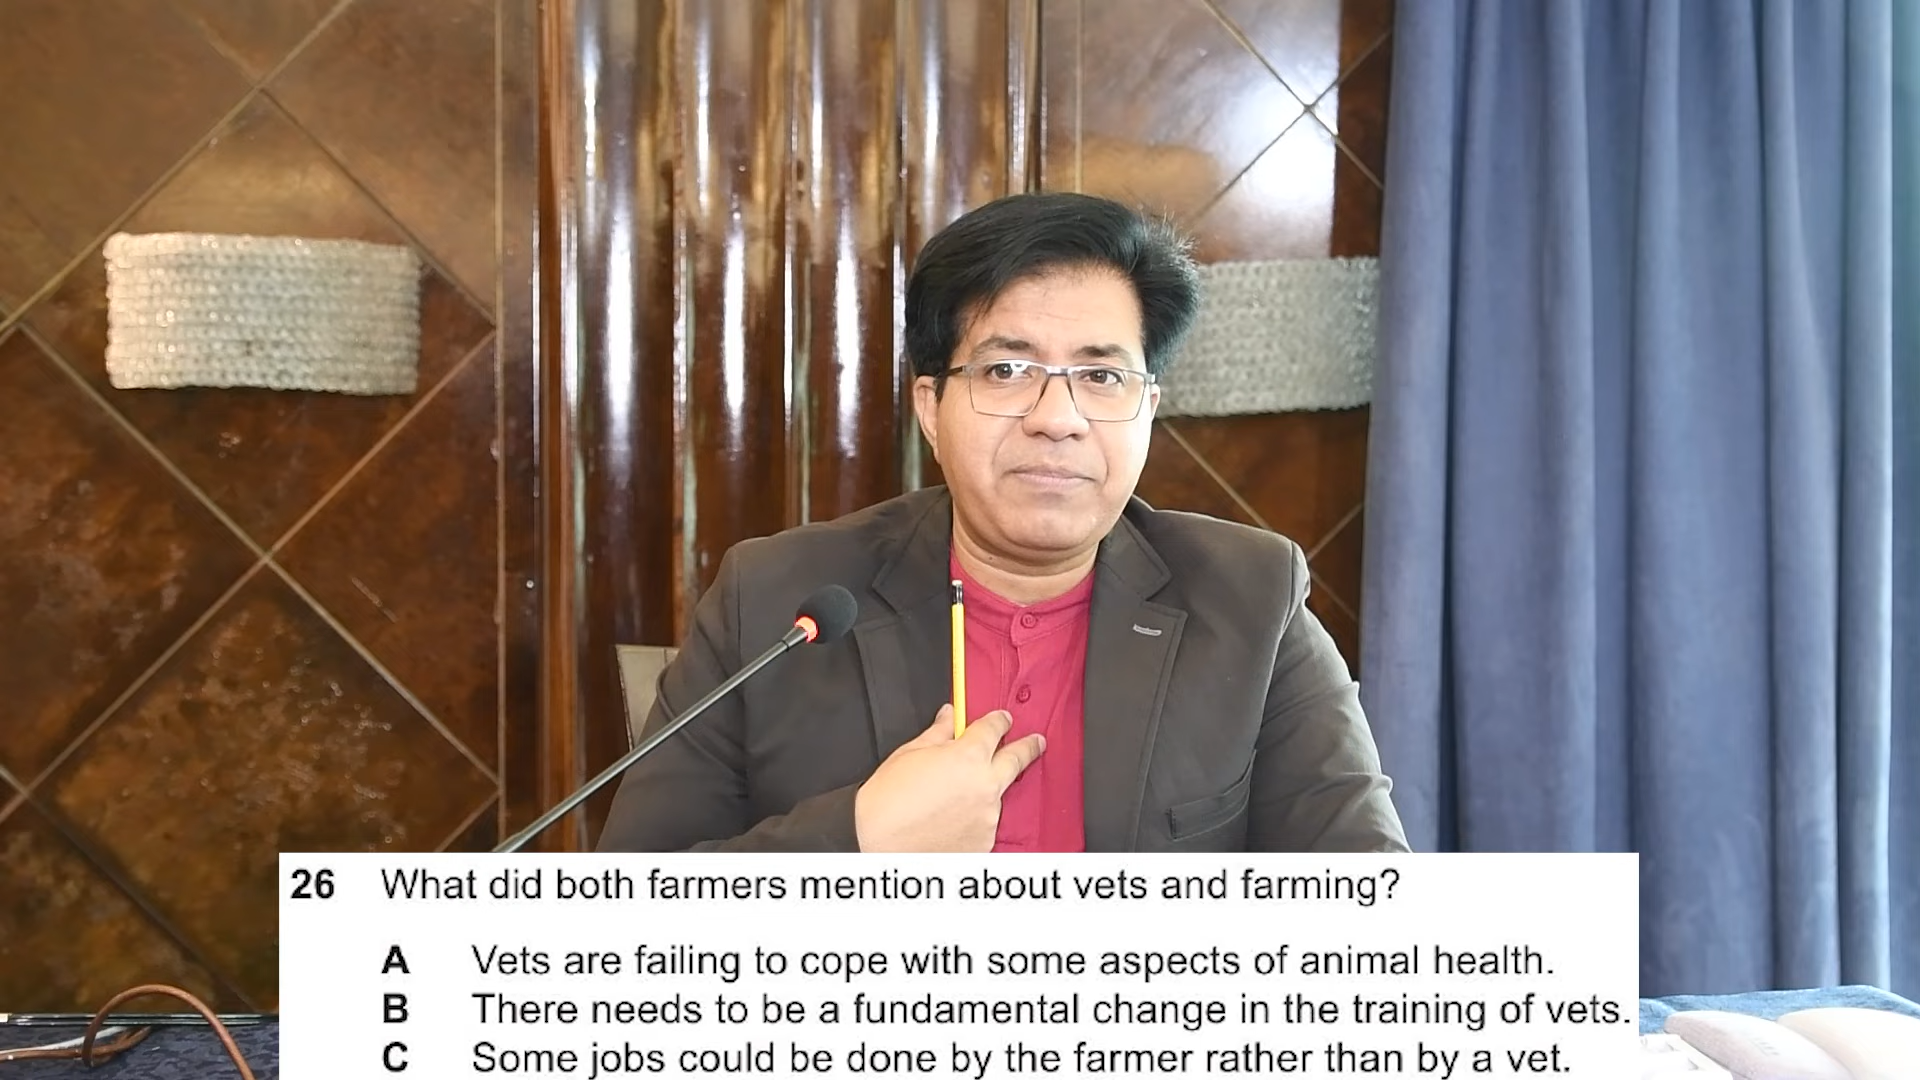 26 What did both farmers mention about vets and farming?
A Vets are failing to cope with some aspects of animal health.
B There needs to be a fundamental change in the training of vets.
C Some jobs could be done by the farmer rather than by a vet.